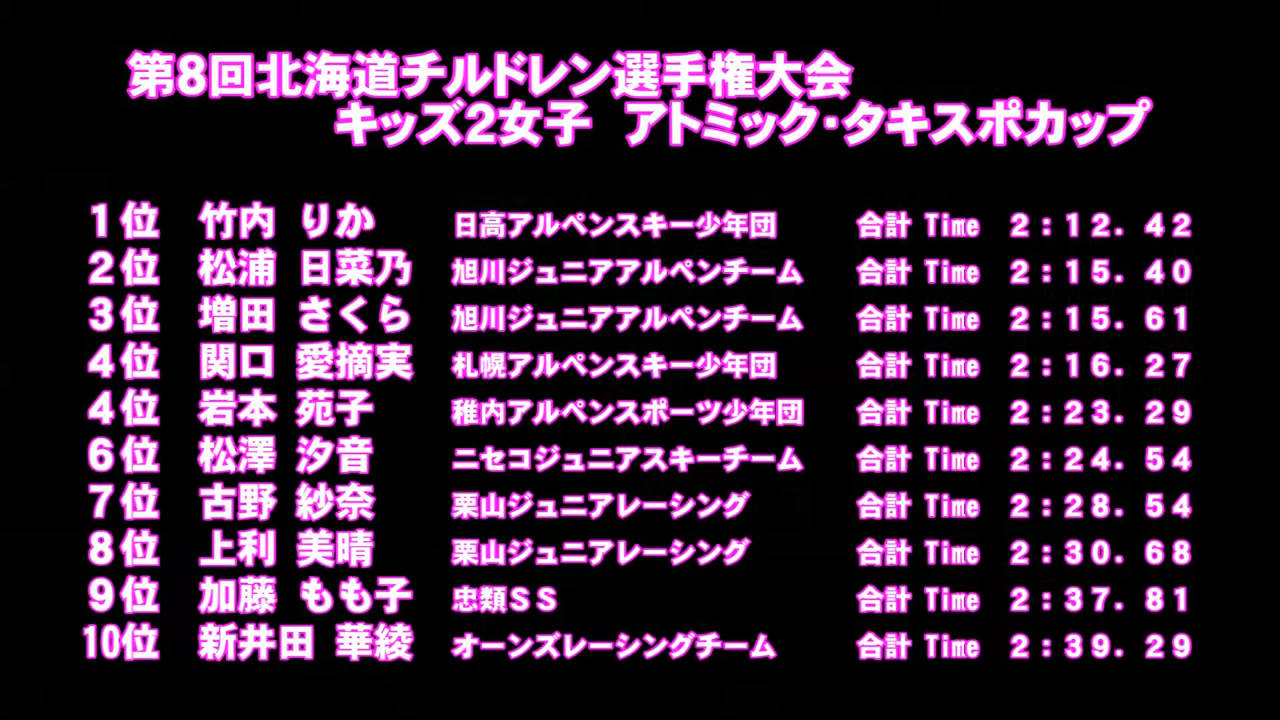 第8回北海道チルドレン選手権大会
キッズ2女子 アトミック・タキスポカップ
1位 竹内 りか 日高アルペンスキー少年団 合計 Time 2:12.42
2位 松浦 日菜乃 旭川ジュニアアルペンチーム 合計 Time 2:15.40
3位 増田 さくら 旭川ジュニアアルペンチーム 合計 Time 2:15.61
4位 関口 愛摘実 札幌アルペンスキー少年団 合計 Time 2:16.27
4位 岩本 苑子 稚内アルペンスポーツ少年団 合計 Time 2:23.29
6位 松澤 汐音 ニセコジュニアスキーチーム 合計 Time 2:24.54
7位 古野 紗奈 栗山ジュニアレーシング 合計 Time 2:28.54
8位 上利 美晴 栗山ジュニアレーシング 合計 Time 2:30.68
9位 加藤 もも子 忠類SS 合計 Time 2:37.81
10位 新井田 華綾 オーンズレーシングチーム 合計 Time 2:39.29